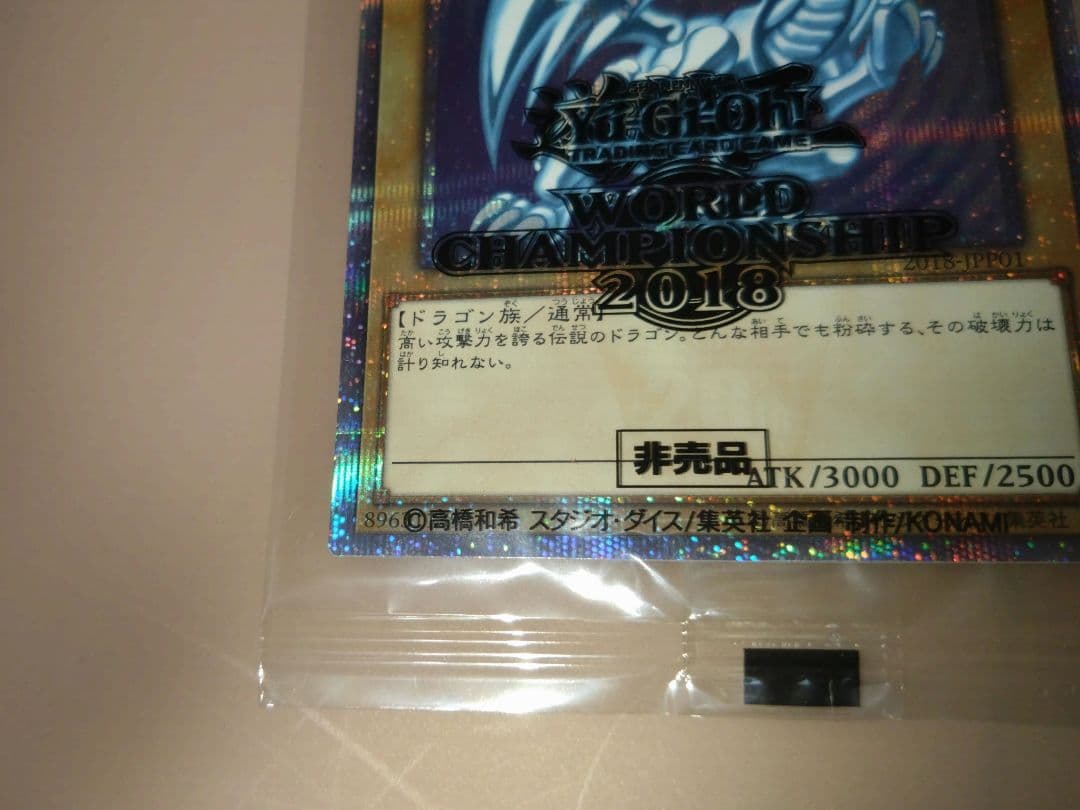 Yu-Gi-Oh!
TRADING CARD GAME
WORLD
CHAMPIONSHIP
2018
2018-JPP01
【ドラゴン族／通常】
高い攻撃力を誇る伝説のドラゴン。どんな相手でも粉砕する、その破壊力は
計り知れない。
非売品
ATK/3000 DEF/2500
896
©高橋和希 スタジオ・ダイス/集英社 企画・制作/KONAMI
集英社